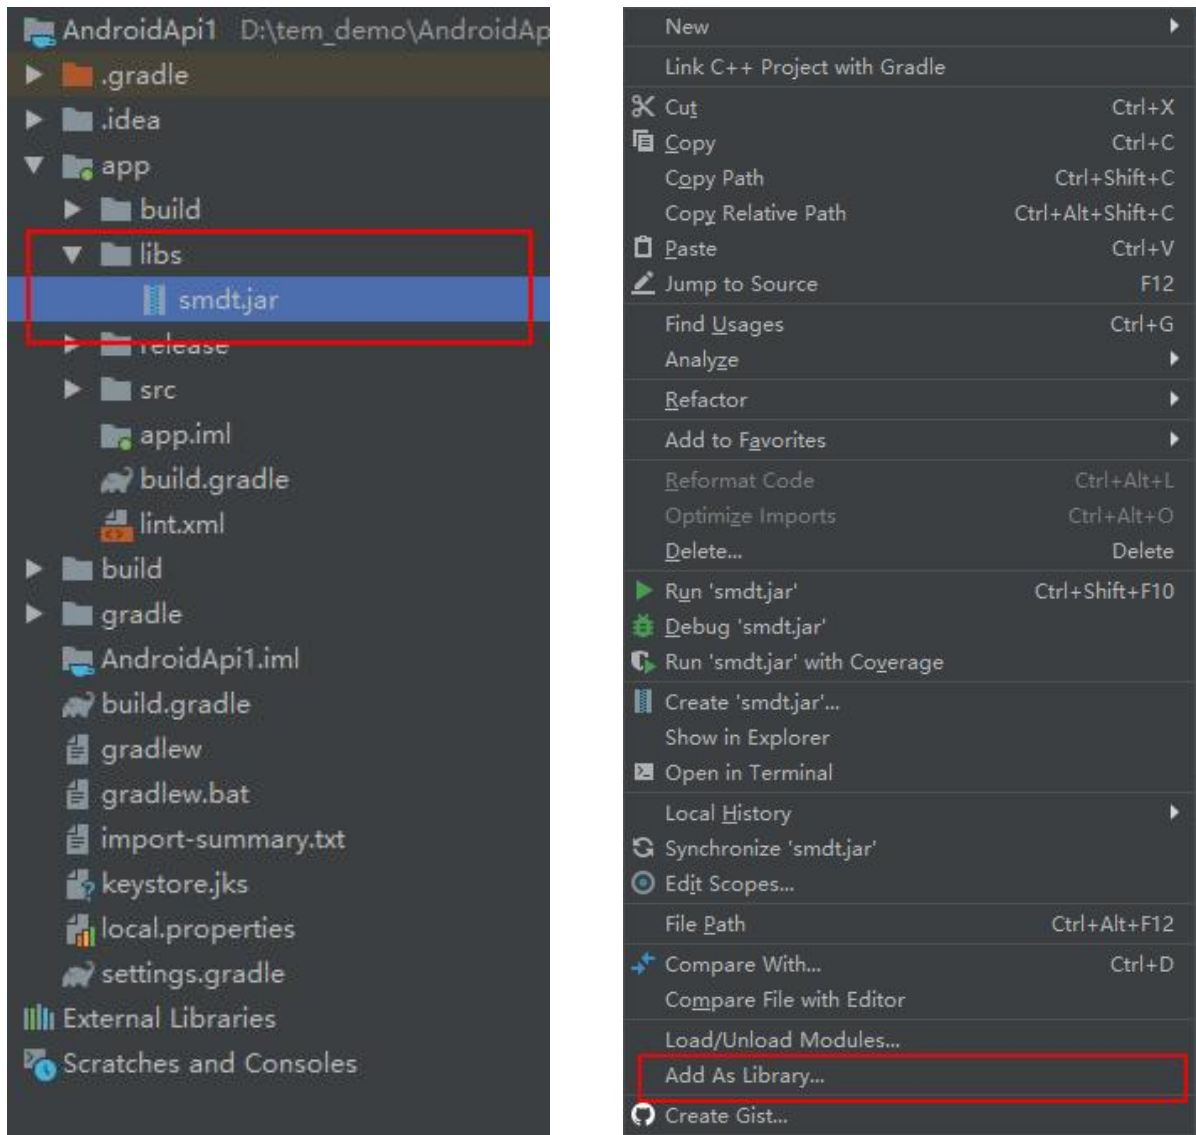 AndroidApi1 D:\tem_demo\AndroidAp
.gradle
.idea
app
build
libs
smdt.jar
release
src
app.iml
build.gradle
lint.xml
build
gradle
AndroidApi1.iml
build.gradle
gradlew
gradlew.bat
import-summary.txt
keystore.jks
local.properties
settings.gradle
External Libraries
Scratches and Consoles
New
Link C++ Project with Gradle
Cut Ctrl+X
Copy Ctrl+C
Copy Path Ctrl+Shift+C
Copy Relative Path Ctrl+Alt+Shift+C
Paste Ctrl+V
Jump to Source F12
Find Usages Ctrl+G
Analyze
Refactor
Add to Favorites
Reformat Code Ctrl+Alt+L
Optimize Imports Ctrl+Alt+O
Delete... Delete
Run 'smdt.jar' Ctrl+Shift+F10
Debug 'smdt.jar'
Run 'smdt.jar' with Coverage
Create 'smdt.jar'...
Show in Explorer
Open in Terminal
Local History
Synchronize 'smdt.jar'
Edit Scopes...
File Path Ctrl+Alt+F12
Compare With... Ctrl+D
Compare File with Editor
Load/Unload Modules...
Add As Library...
Create Gist...